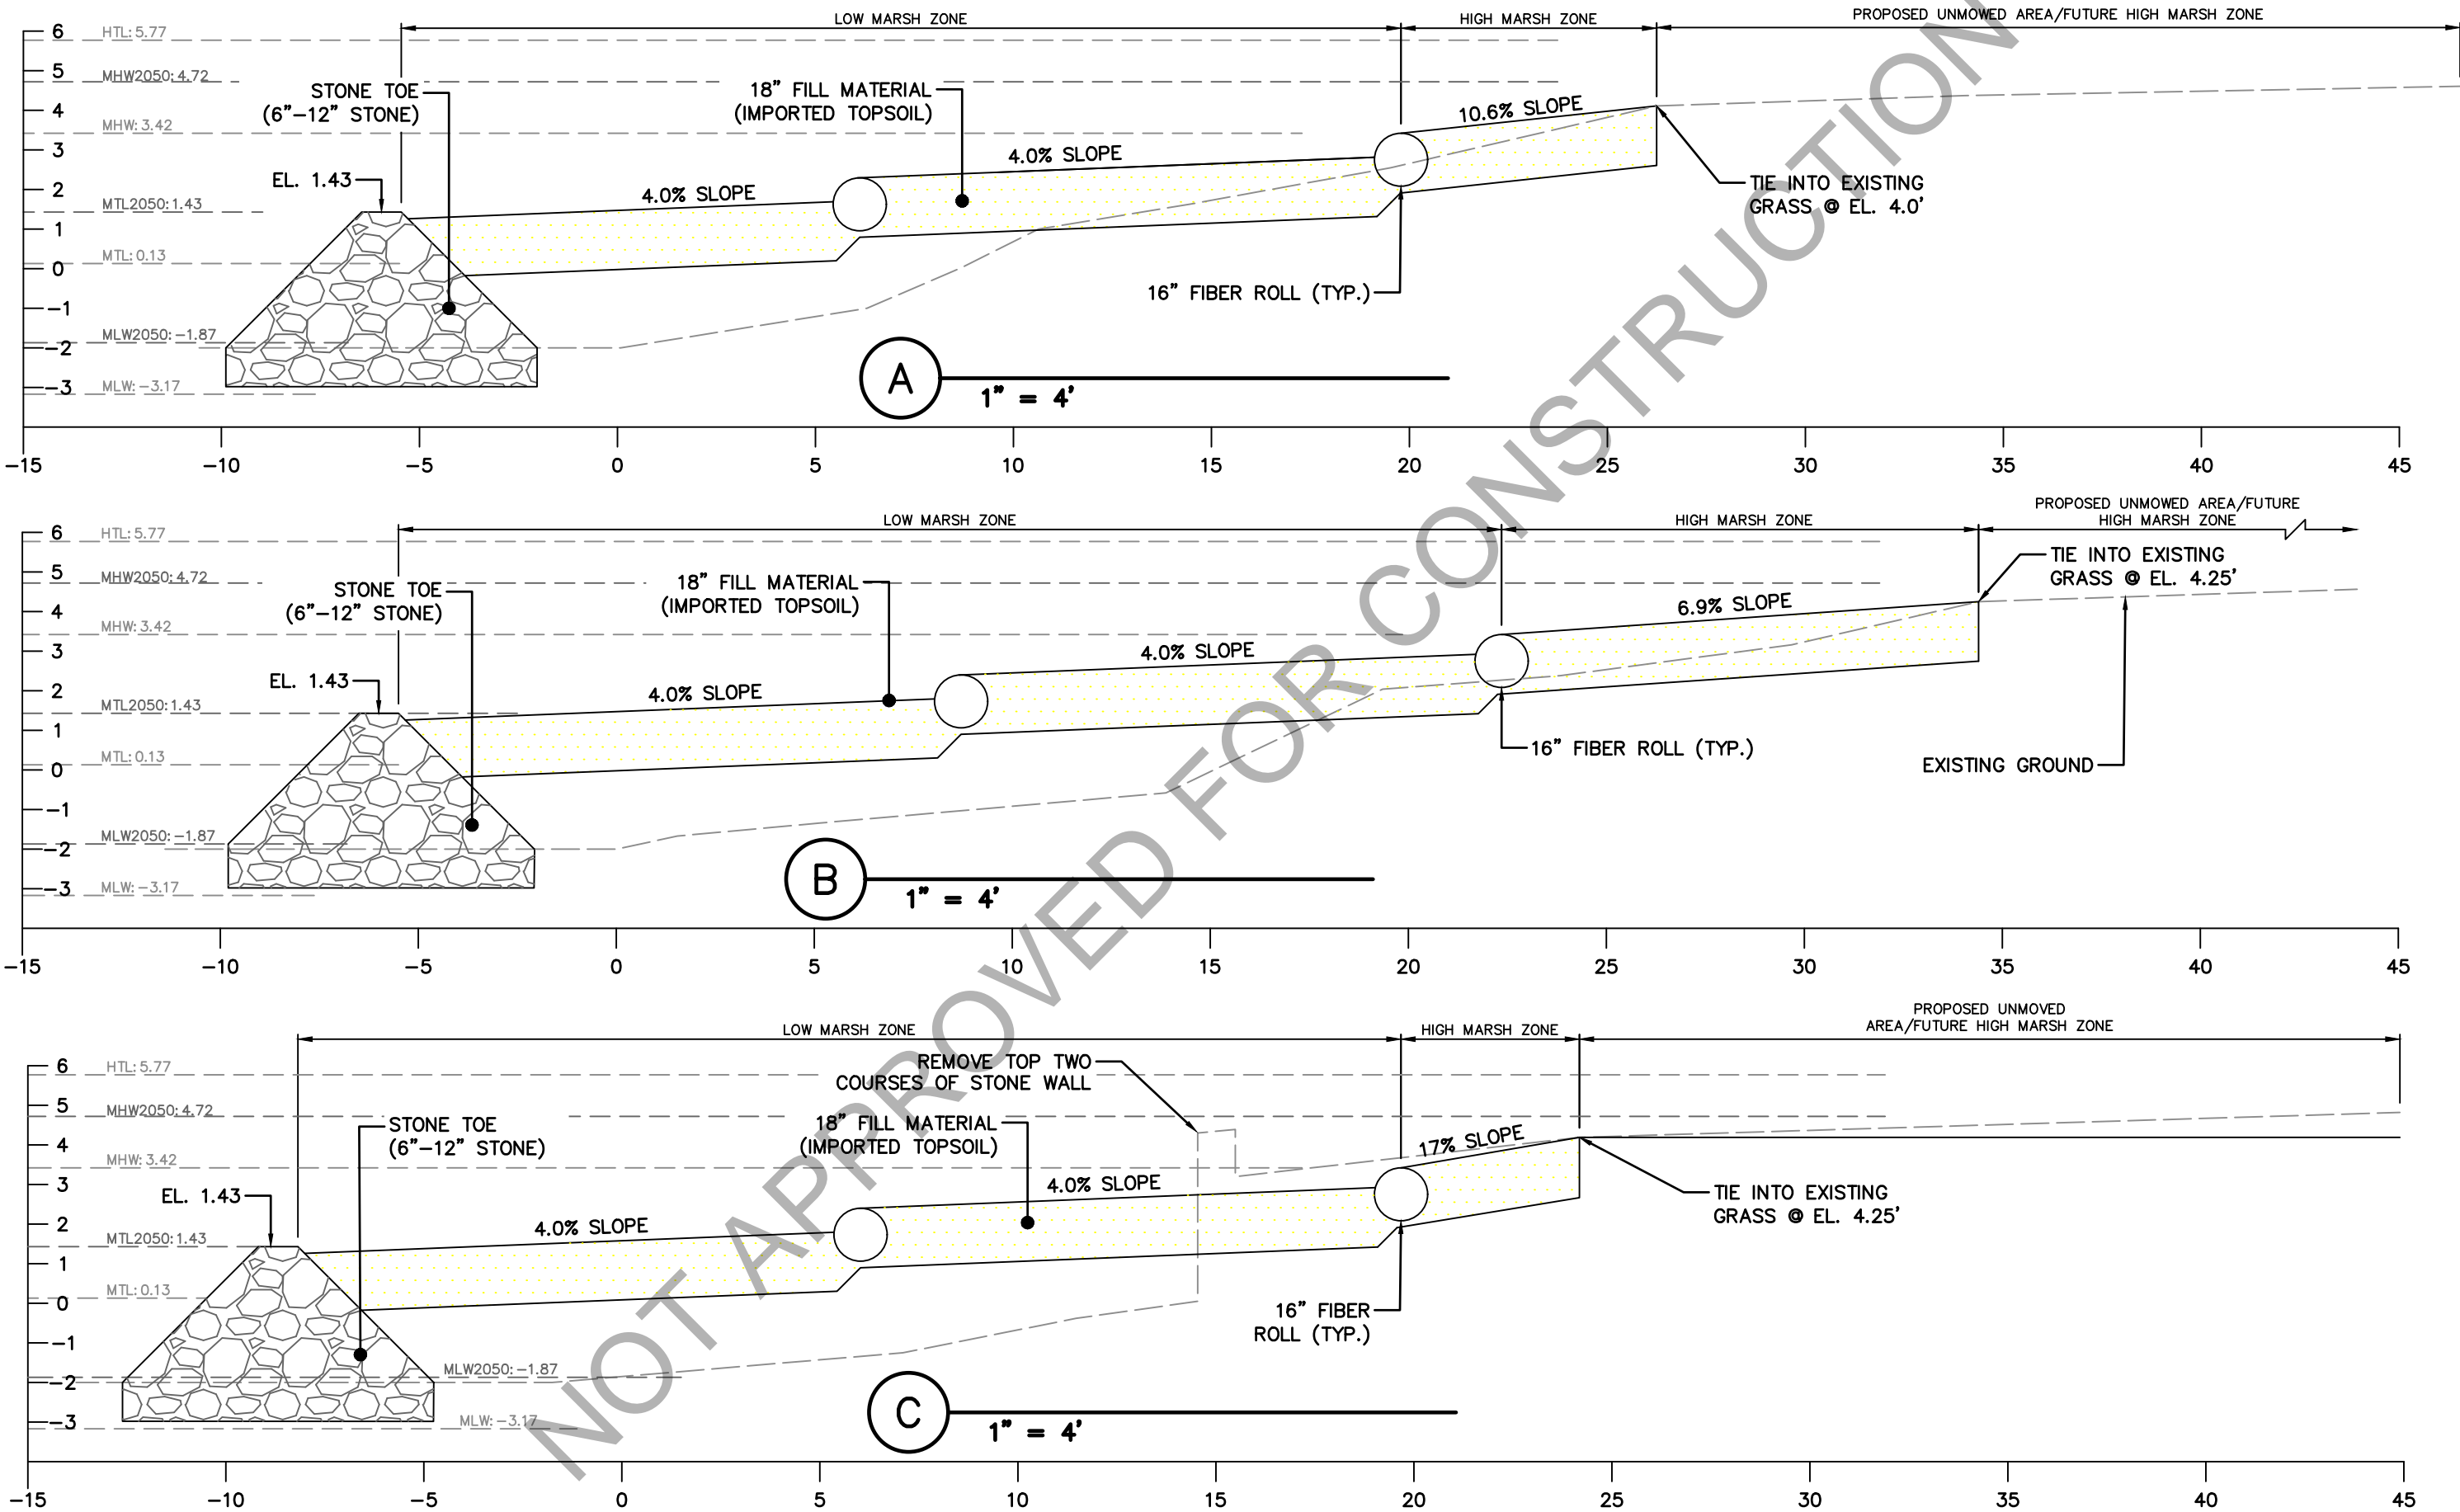 LOW MARSH ZONE
HIGH MARSH ZONE
PROPOSED UNMOWED AREA/FUTURE HIGH MARSH ZONE
6
HTL: 5.77
5
MHW2050: 4.72
STONE TOE
(6"-12" STONE)
18" FILL MATERIAL
(IMPORTED TOPSOIL)
10.6% SLOPE
4
MHW: 3.42
3
4.0% SLOPE
EL. 1.43
4.0% SLOPE
TIE INTO EXISTING
GRASS @ EL. 4.0'
2
MTL2050: 1.43
1
MTL: 0.13
0
16" FIBER ROLL (TYP.)
-1
MLW2050: -1.87
-2
MLW: -3.17
-3
A
1" = 4'
-15 -10 -5 0 5 10 15 20 25 30 35 40 45
LOW MARSH ZONE
HIGH MARSH ZONE
PROPOSED UNMOWED AREA/FUTURE
HIGH MARSH ZONE
6
HTL: 5.77
5
MHW2050: 4.72
STONE TOE
(6"-12" STONE)
18" FILL MATERIAL
(IMPORTED TOPSOIL)
TIE INTO EXISTING
GRASS @ EL. 4.25'
6.9% SLOPE
4
MHW: 3.42
3
4.0% SLOPE
EL. 1.43
4.0% SLOPE
2
MTL2050: 1.43
1
MTL: 0.13
0
16" FIBER ROLL (TYP.)
EXISTING GROUND
-1
MLW2050: -1.87
-2
MLW: -3.17
-3
B
1" = 4'
-15 -10 -5 0 5 10 15 20 25 30 35 40 45
LOW MARSH ZONE
HIGH MARSH ZONE
PROPOSED UNMOVED
AREA/FUTURE HIGH MARSH ZONE
6
HTL: 5.77
REMOVE TOP TWO
COURSES OF STONE WALL
5
MHW2050: 4.72
STONE TOE
(6"-12" STONE)
18" FILL MATERIAL
(IMPORTED TOPSOIL)
17% SLOPE
4
MHW: 3.42
3
EL. 1.43
4.0% SLOPE
4.0% SLOPE
TIE INTO EXISTING
GRASS @ EL. 4.25'
2
MTL2050: 1.43
1
MTL: 0.13
0
16" FIBER
ROLL (TYP.)
-1
MLW2050: -1.87
-2
MLW: -3.17
-3
C
1" = 4'
-15 -10 -5 0 5 10 15 20 25 30 35 40 45
NOT APPROVED FOR CONSTRUCTION